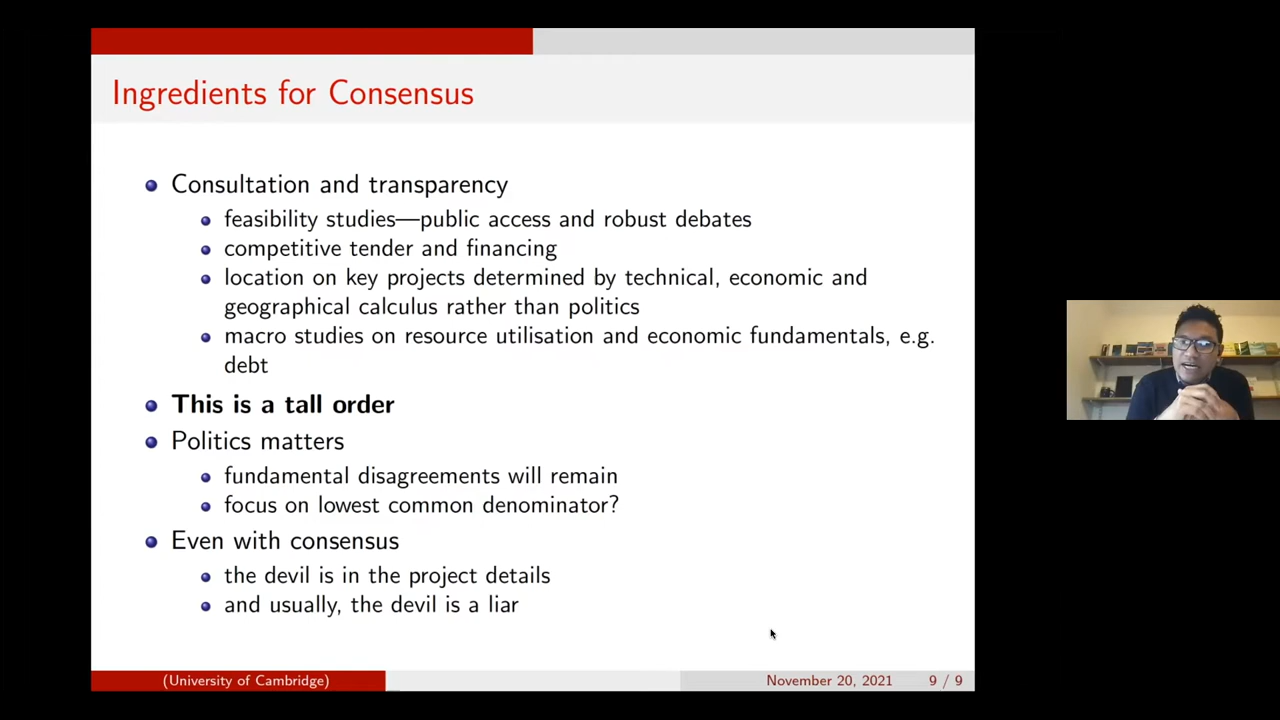 Ingredients for Consensus
Consultation and transparency
feasibility studies—public access and robust debates
competitive tender and financing
location on key projects determined by technical, economic and
geographical calculus rather than politics
macro studies on resource utilisation and economic fundamentals, e.g.
debt
This is a tall order
Politics matters
fundamental disagreements will remain
focus on lowest common denominator?
Even with consensus
the devil is in the project details
and usually, the devil is a liar
(University of Cambridge)
November 20, 2021 9 / 9